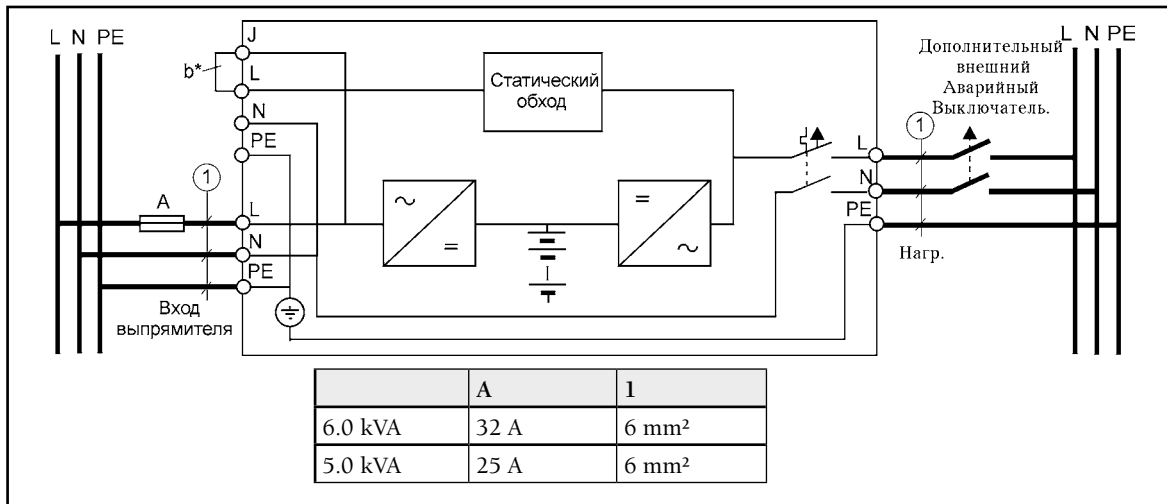 L N PE
J
b*
L
N
PE
Статический
обход
1
A
L
N
PE
Вход
выпрямителя
~
=
=
~
L
N
PE
1
Нагр.
Дополнительный
внешний
Аварийный
Выключатель.
L N PE
A 1
6.0 kVA 32 A 6 mm²
5.0 kVA 25 A 6 mm²